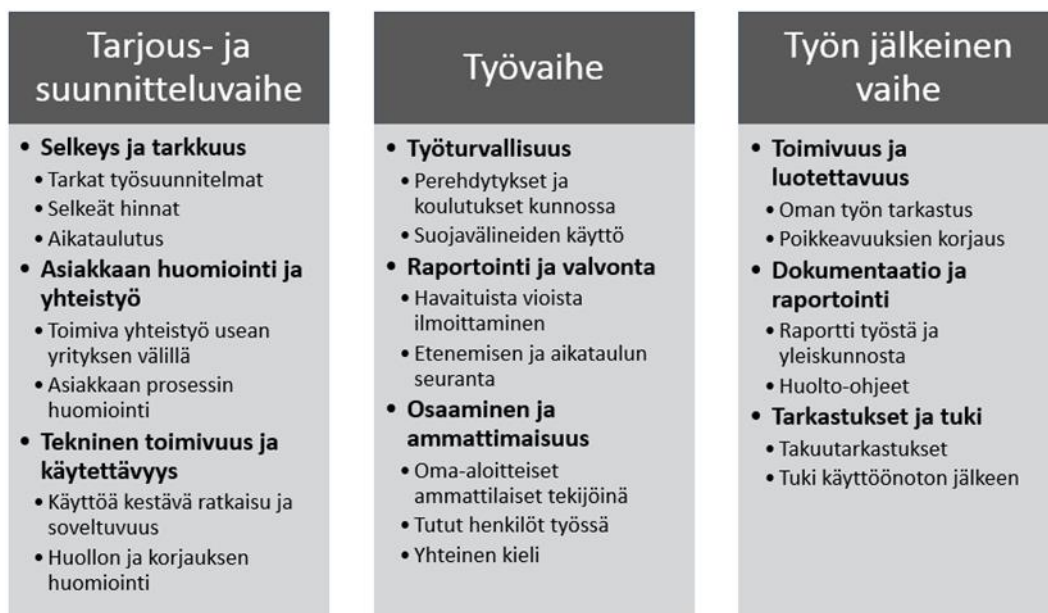 Tarjous- ja
suunnitteluvaihe
• Selkeys ja tarkkuus
• Tarkat työsuunnitelmat
• Selkeät hinnat
• Aikataulutus
• Asiakkaan huomiointi ja
yhteistyö
• Toimiva yhteistyö usean
yrityksen välillä
• Asiakkaan prosessin
huomiointi
• Tekninen toimivuus ja
käytettävyys
• Käyttöä kestävä ratkaisu ja
soveltuvuus
• Huollon ja korjauksen
huomiointi
Työvaihe
• Työturvallisuus
• Perehdytykset ja
koulutukset kunnossa
• Suojavälineiden käyttö
• Raportointi ja valvonta
• Havaituista vioista
ilmoittaminen
• Etenemisen ja aikataulun
seuranta
• Osaaminen ja
ammattimaisuus
• Oma-aloitteiset
ammattilaiset tekijöinä
• Tutut henkilöt työssä
• Yhteinen kieli
Työn jälkeinen
vaihe
• Toimivuus ja
luotettavuus
• Oman työn tarkastus
• Poikkeavuuksien korjaus
• Dokumentaatio ja
raportointi
• Raportti työstä ja
yleiskunnosta
• Huolto-ohjeet
• Tarkastukset ja tuki
• Takuutarkastukset
• Tuki käyttöönoton jälkeen